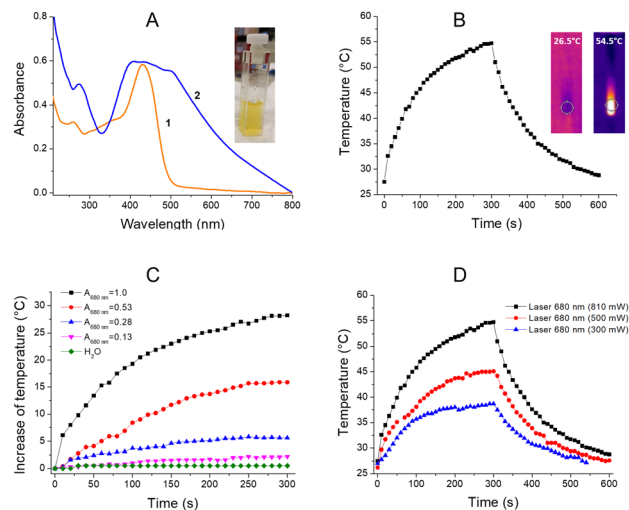 A
Absorbance
0.8
0.6
0.4
0.2
0.0
1
2
300 400 500 600 700 800
Wavelength (nm)
B
Temperature (°C)
60
55
50
45
40
35
30
25
26.5°C
54.5°C
0 100 200 300 400 500 600
Time (s)
C
Increase of temperature (°C)
30
25
20
15
10
5
0
A680 nm=1.0
A680 nm=0.53
A680 nm=0.28
A680 nm=0.13
H2O
0 50 100 150 200 250 300
Time (s)
D
Temperature (°C)
60
55
50
45
40
35
30
25
Laser 680 nm (810 mW)
Laser 680 nm (500 mW)
Laser 680 nm (300 mW)
0 100 200 300 400 500 600
Time (s)